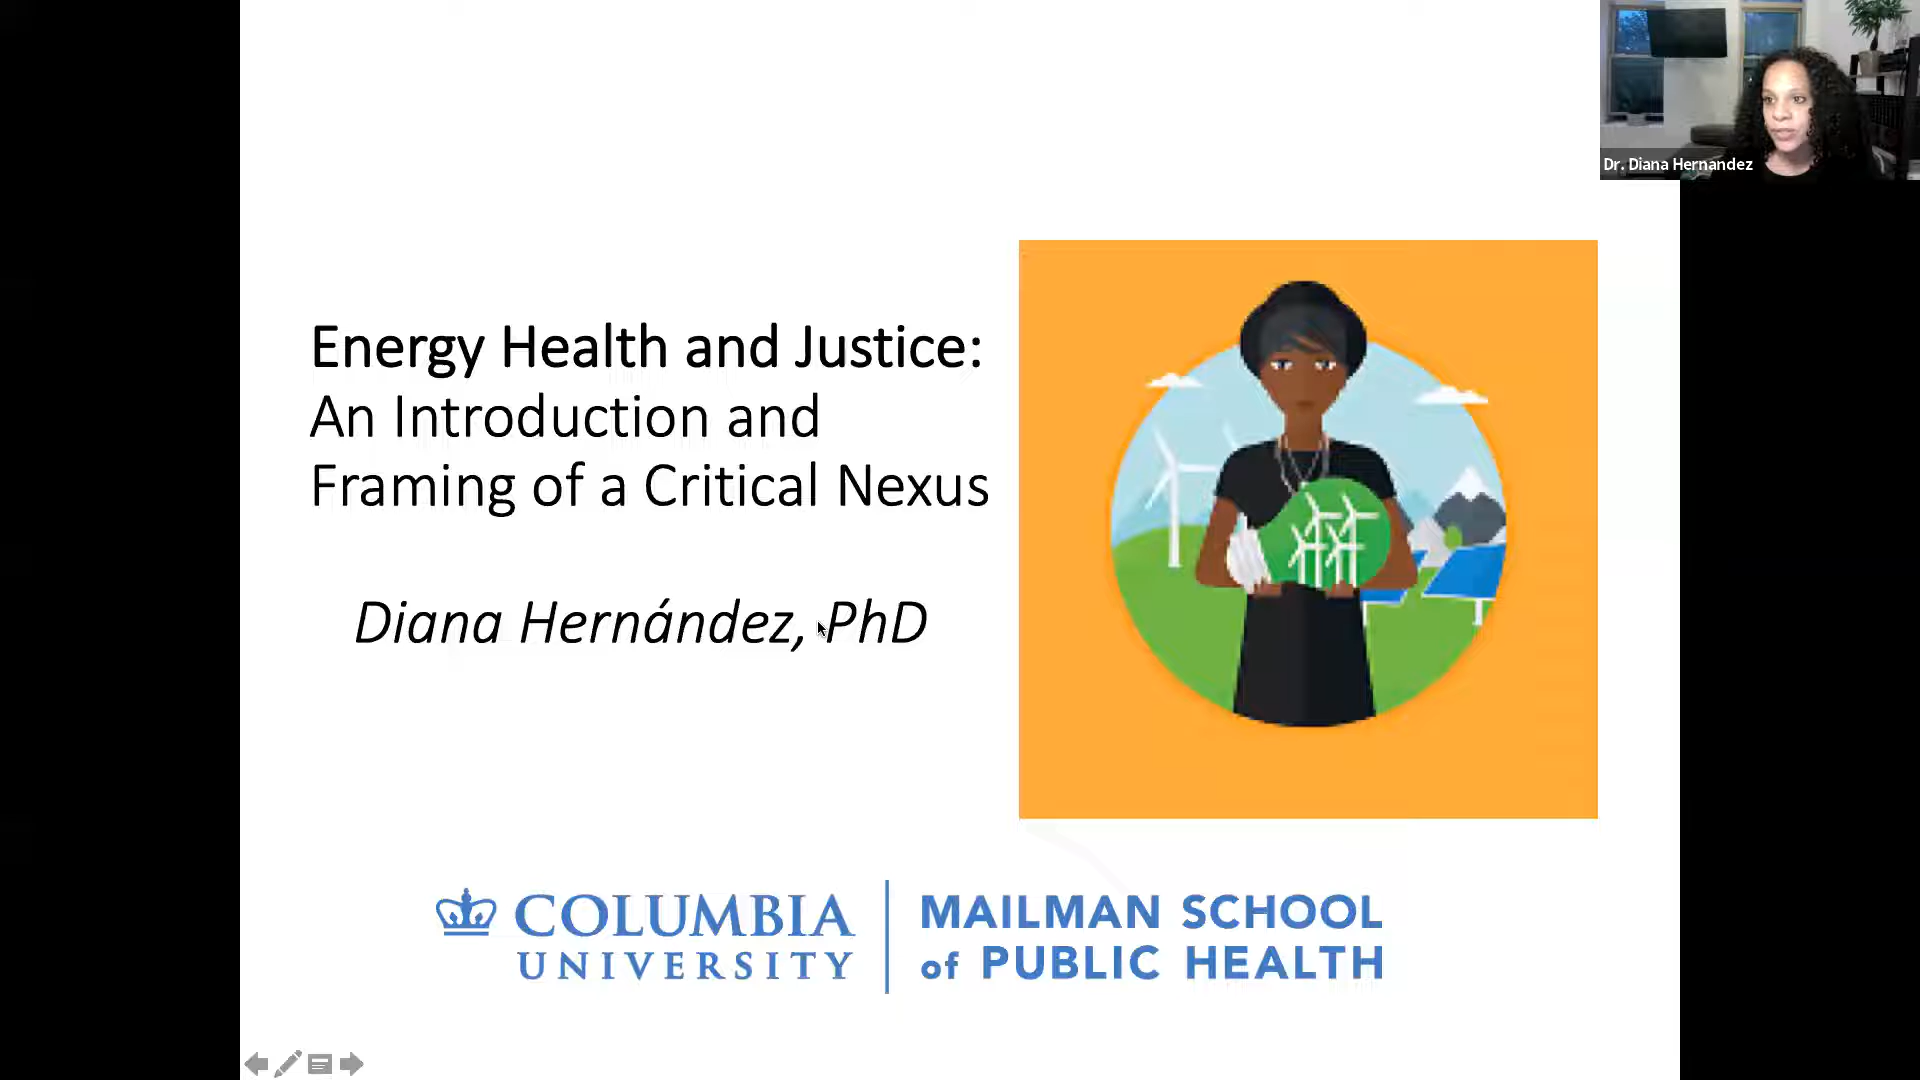 Dr. Diana Hernandez
Energy Health and Justice:
An Introduction and
Framing of a Critical Nexus
Diana Hernández, PhD
COLUMBIA
UNIVERSITY
MAILMAN SCHOOL
of PUBLIC HEALTH